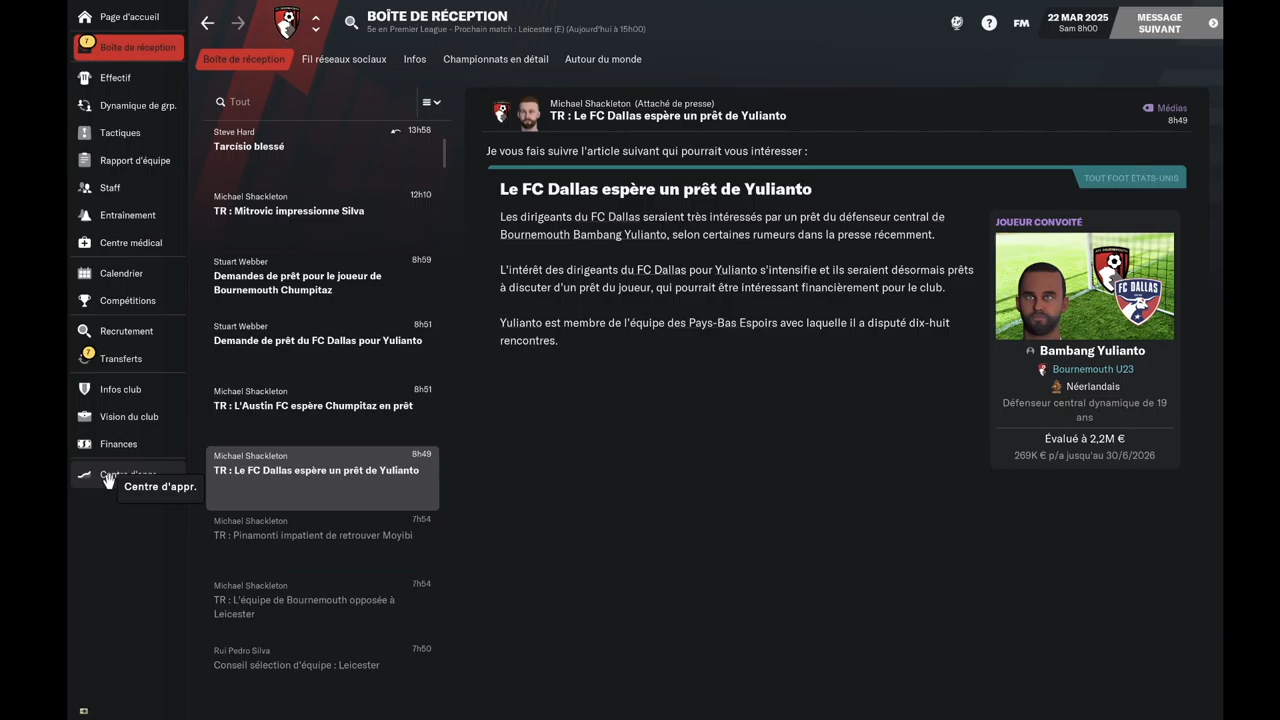 Page d'accueil
7
Boîte de réception
Effectif
Dynamique de grp.
Tactiques
Rapport d'équipe
Staff
Entraînement
Centre médical
Calendrier
Compétitions
Recrutement
7
Transferts
Infos club
Vision du club
Finances
Centre d'appr.
BOÎTE DE RÉCEPTION
5e en Premier League - Prochain match : Leicester (E) (Aujourd'hui à 15h00)
FM
22 MAR 2025
Sam 8h00
MESSAGE
SUIVANT
Boîte de réception
Fil réseaux sociaux
Infos
Championnats en détail
Autour du monde
Tout
Steve Hard
13h58
Tarcísio blessé
Michael Shackleton
12h10
TR : Mitrovic impressionne Silva
Stuart Webber
8h59
Demandes de prêt pour le joueur de
Bournemouth Chumpitaz
Stuart Webber
8h51
Demande de prêt du FC Dallas pour Yulianto
Michael Shackleton
8h51
TR : L'Austin FC espère Chumpitaz en prêt
Michael Shackleton
8h49
TR : Le FC Dallas espère un prêt de Yulianto
Michael Shackleton
7h54
TR : Pinamonti impatient de retrouver Moyibi
Michael Shackleton
7h54
TR : L'équipe de Bournemouth opposée à
Leicester
Rui Pedro Silva
7h50
Conseil sélection d'équipe : Leicester
Michael Shackleton (Attaché de presse)
TR : Le FC Dallas espère un prêt de Yulianto
Médias
8h49
Je vous fais suivre l'article suivant qui pourrait vous intéresser :
TOUT FOOT ÉTATS-UNIS
Le FC Dallas espère un prêt de Yulianto
Les dirigeants du FC Dallas seraient très intéressés par un prêt du défenseur central de
Bournemouth Bambang Yulianto, selon certaines rumeurs dans la presse récemment.
L'intérêt des dirigeants du FC Dallas pour Yulianto s'intensifie et ils seraient désormais prêts
à discuter d'un prêt du joueur, qui pourrait être intéressant financièrement pour le club.
Yulianto est membre de l'équipe des Pays-Bas Espoirs avec laquelle il a disputé dix-huit
rencontres.
JOUEUR CONVOITÉ
FC DALLAS
Bambang Yulianto
Bournemouth U23
Néerlandais
Défenseur central dynamique de 19
ans
Évalué à 2,2M €
269K € p/a jusqu'au 30/6/2026